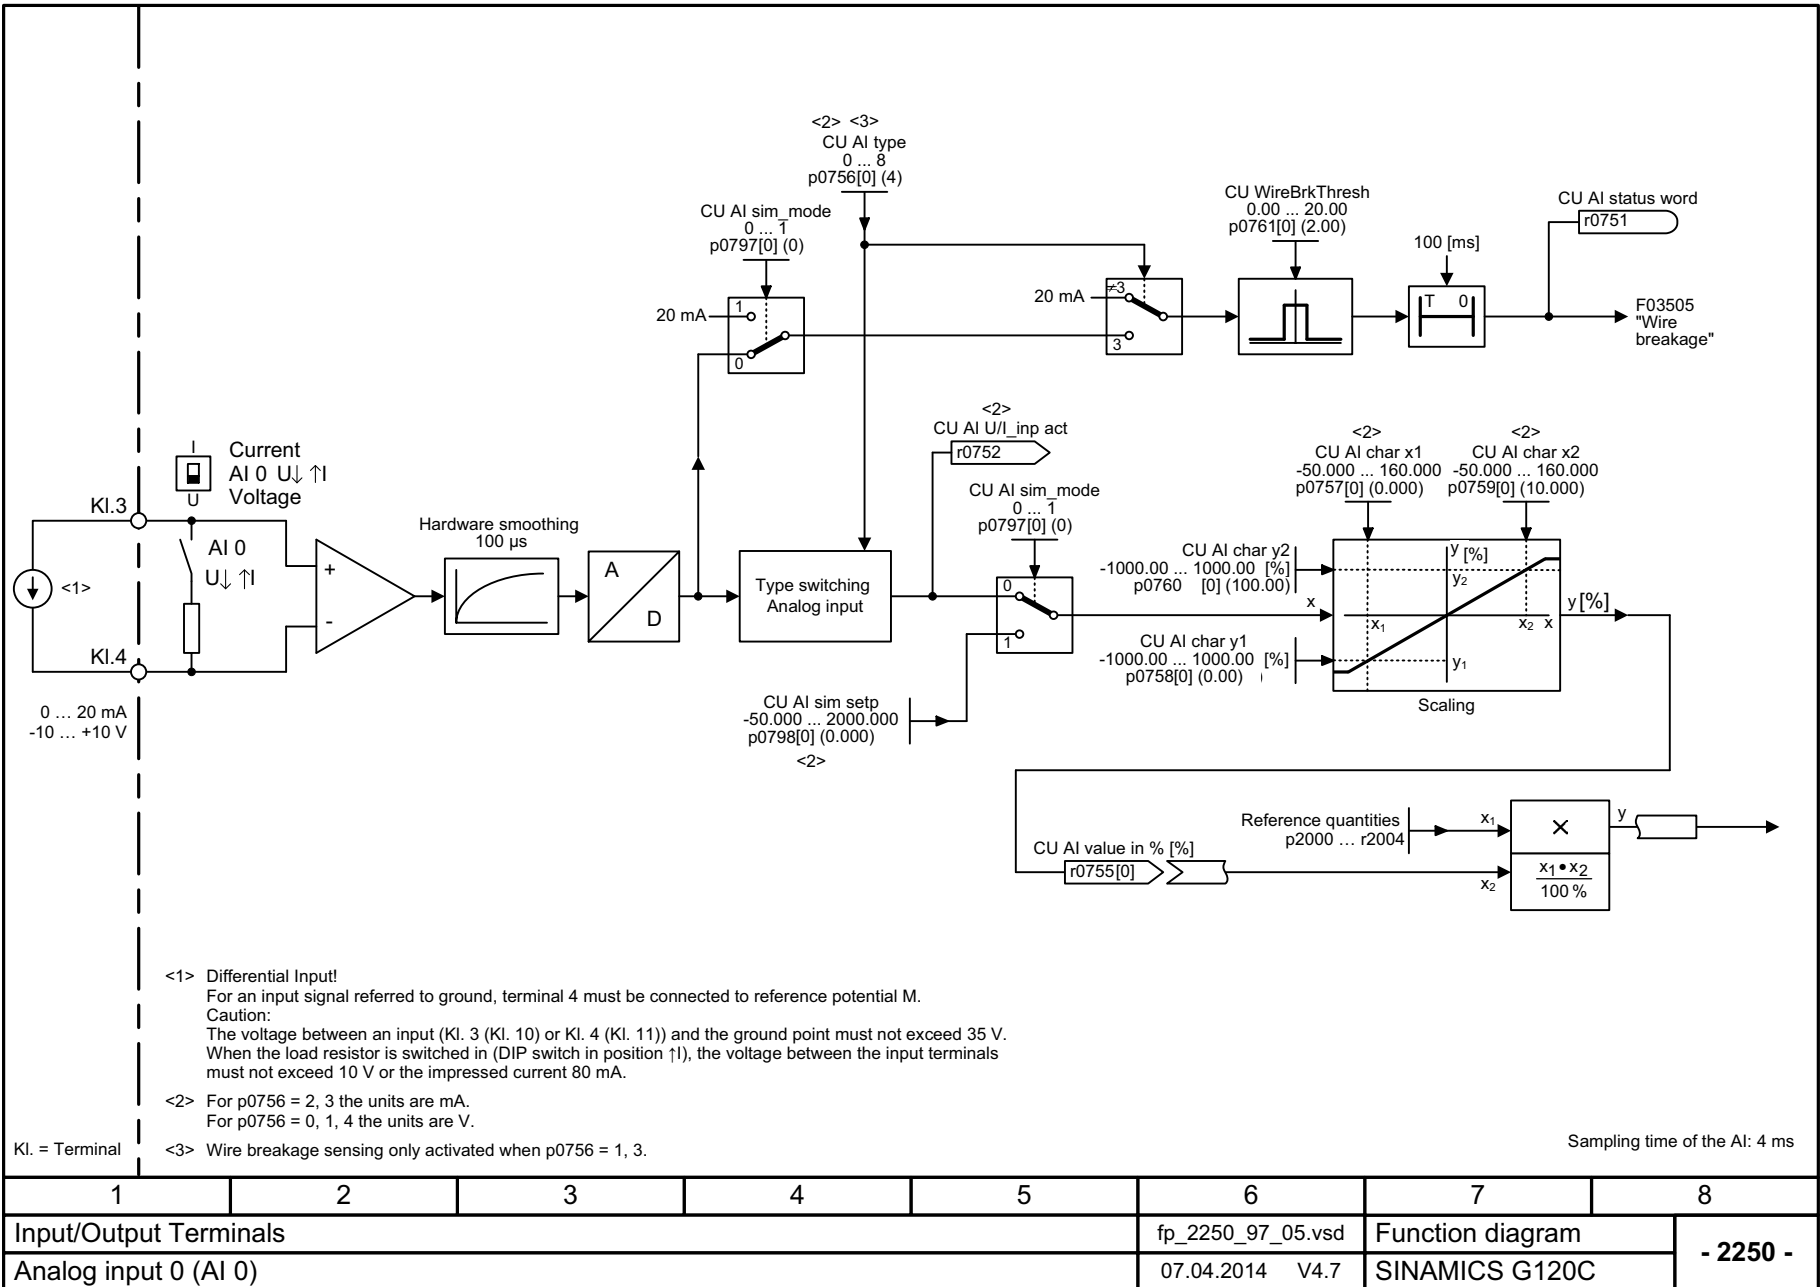 <2> <3>
CU AI type
0 ... 8
p0756[0] (4)
CU AI sim_mode
0 ... 1
p0797[0] (0)
20 mA
1
0
20 mA
≠3
3
CU WireBrkThresh
0.00 ... 20.00
p0761[0] (2.00)
100 [ms]
T 0
CU AI status word
r0751
F03505
"Wire
breakage"
I
U
Current
AI 0 U↓ ↑I
Voltage
Kl.3
<1>
Kl.4
0 ... 20 mA
-10 ... +10 V
AI 0
U↓ ↑I
+
-
Hardware smoothing
100 µs
A
D
Type switching
Analog input
<2>
CU AI U/I_inp act
r0752
CU AI sim_mode
0 ... 1
p0797[0] (0)
0
1
CU AI sim setp
-50.000 ... 2000.000
p0798[0] (0.000)
<2>
<2>
CU AI char x1
-50.000 ... 160.000
p0757[0] (0.000)
<2>
CU AI char x2
-50.000 ... 160.000
p0759[0] (10.000)
CU AI char y2
-1000.00 ... 1000.00 [%]
p0760 [0] (100.00)
x
CU AI char y1
-1000.00 ... 1000.00 [%]
p0758[0] (0.00)
y [%]
y2
x1
x2 x
y1
y [%]
Scaling
CU AI value in % [%]
r0755[0]
Reference quantities
p2000 ... r2004
x1
x2
×
x1•x2
100 %
y
<1> Differential Input!
For an input signal referred to ground, terminal 4 must be connected to reference potential M.
Caution:
The voltage between an input (Kl. 3 (Kl. 10) or Kl. 4 (Kl. 11)) and the ground point must not exceed 35 V.
When the load resistor is switched in (DIP switch in position ↑I), the voltage between the input terminals
must not exceed 10 V or the impressed current 80 mA.
<2> For p0756 = 2, 3 the units are mA.
For p0756 = 0, 1, 4 the units are V.
Kl. = Terminal
<3> Wire breakage sensing only activated when p0756 = 1, 3.
Sampling time of the AI: 4 ms
1 2 3 4 5 6 7 8
Input/Output Terminals
fp_2250_97_05.vsd
Function diagram
- 2250 -
Analog input 0 (AI 0)
07.04.2014 V4.7
SINAMICS G120C